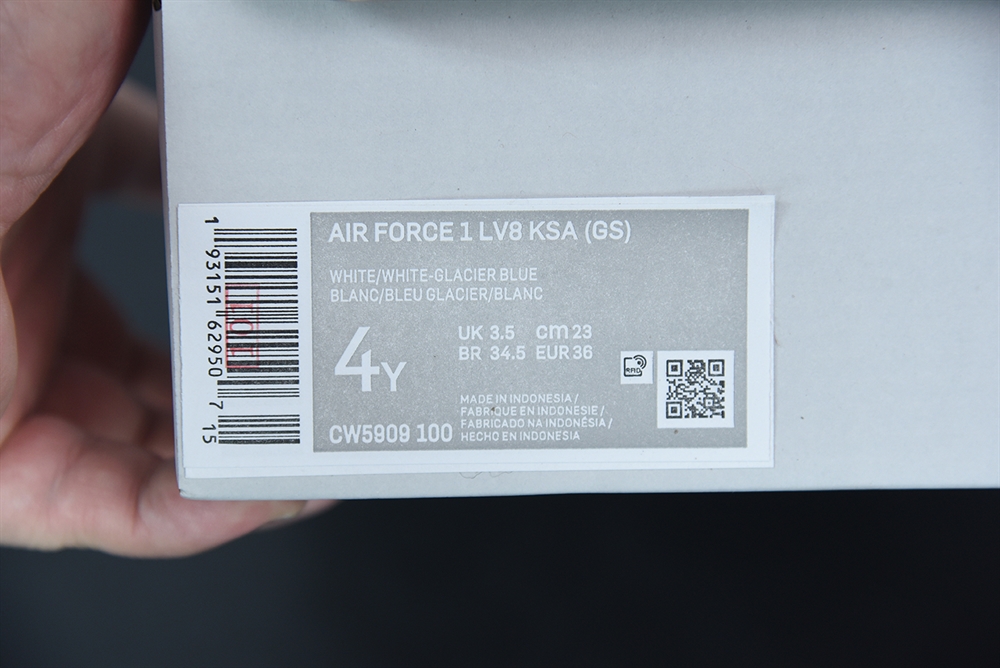 AIR FORCE 1 LV8 KSA (GS)
WHITE/WHITE-GLACIER BLUE
BLANC/BLEU GLACIER/BLANC
4Y
UK 3.5 cm 23
BR 34.5 EUR 36
RFID
MADE IN INDONESIA /
FABRIQUE EN INDONESIE /
FABRICADO NA INDONÉSIA /
HECHO EN INDONESIA
CW5909 100
1 93151 62950 7 15